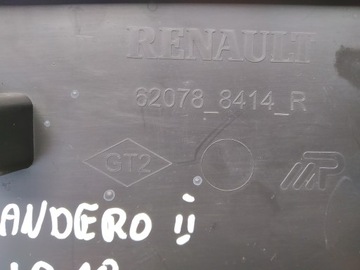 RENAULT
62078_8414_R
GT2
ANDERO II